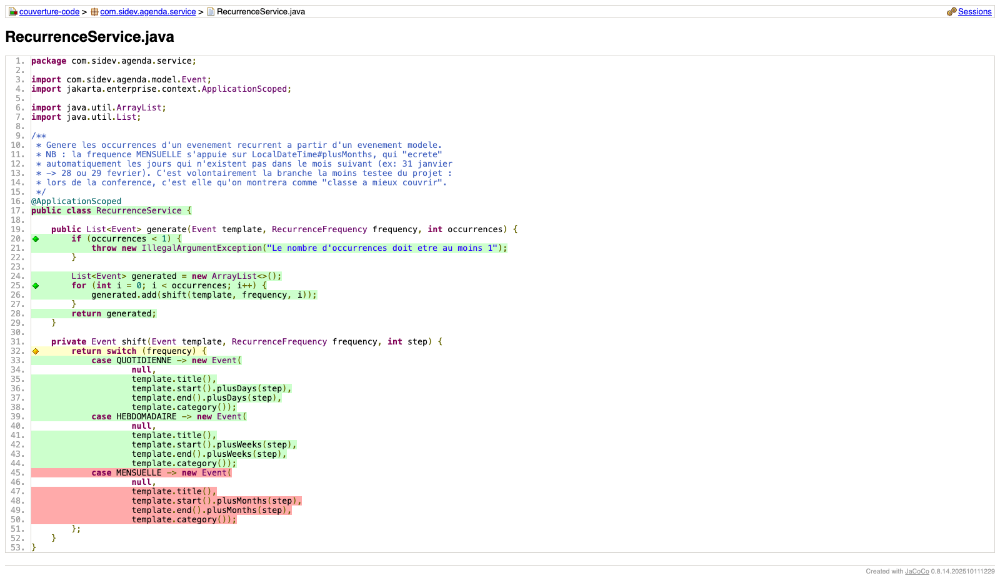 couverture-code > com.sidev.agenda.service > RecurrenceService.java Sessions
RecurrenceService.java
1. package com.sidev.agenda.service;
2.
3. import com.sidev.agenda.model.Event;
4. import jakarta.enterprise.context.ApplicationScoped;
5.
6. import java.util.ArrayList;
7. import java.util.List;
8.
9. /**
10.  * Genere les occurrences d'un evenement recurrent a partir d'un evenement modele.
11.  * NB : la frequence MENSUELLE s'appuie sur LocalDateTime#plusMonths, qui "ecrete"
12.  * automatiquement les jours qui n'existent pas dans le mois suivant (ex: 31 janvier
13.  * -> 28 ou 29 fevrier). C'est volontairement la branche la moins testee du projet :
14.  * lors de la conference, c'est elle qu'on montrera comme "classe a mieux couvrir".
15.  */
16. @ApplicationScoped
17. public class RecurrenceService {
18.
19.     public List<Event> generate(Event template, RecurrenceFrequency frequency, int occurrences) {
20.         if (occurrences < 1) {
21.             throw new IllegalArgumentException("Le nombre d'occurrences doit etre au moins 1");
22.         }
23.
24.         List<Event> generated = new ArrayList<>();
25.         for (int i = 0; i < occurrences; i++) {
26.             generated.add(shift(template, frequency, i));
27.         }
28.         return generated;
29.     }
30.
31.     private Event shift(Event template, RecurrenceFrequency frequency, int step) {
32.         return switch (frequency) {
33.             case QUOTIDIENNE -> new Event(
34.                     null,
35.                     template.title(),
36.                     template.start().plusDays(step),
37.                     template.end().plusDays(step),
38.                     template.category());
39.             case HEBDOMADAIRE -> new Event(
40.                     null,
41.                     template.title(),
42.                     template.start().plusWeeks(step),
43.                     template.end().plusWeeks(step),
44.                     template.category());
45.             case MENSUELLE -> new Event(
46.                     null,
47.                     template.title(),
48.                     template.start().plusMonths(step),
49.                     template.end().plusMonths(step),
50.                     template.category());
51.         };
52.     }
53. }
Created with JaCoCo 0.8.14.202510111229